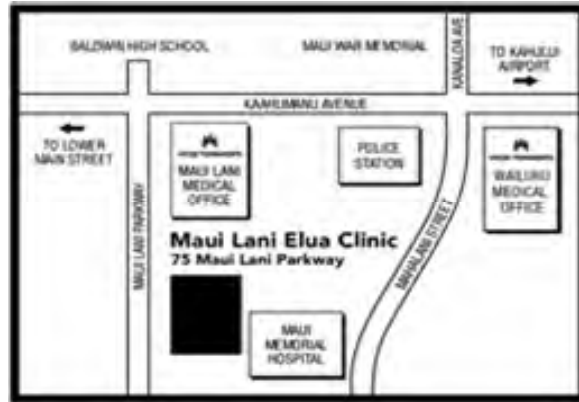 BALDWIN HIGH SCHOOL
MAUI WAR MEMORIAL
KANALOA AVE
TO KAHULUI
AIRPORT
KAAHUMANU AVENUE
TO LOWER
MAIN STREET
MAUI LANI PARKWAY
MAUI LANI
MEDICAL
OFFICE
POLICE
STATION
MAHALANI STREET
WAILUKU
MEDICAL
OFFICE
Maui Lani Elua Clinic
75 Maui Lani Parkway
MAUI
MEMORIAL
HOSPITAL